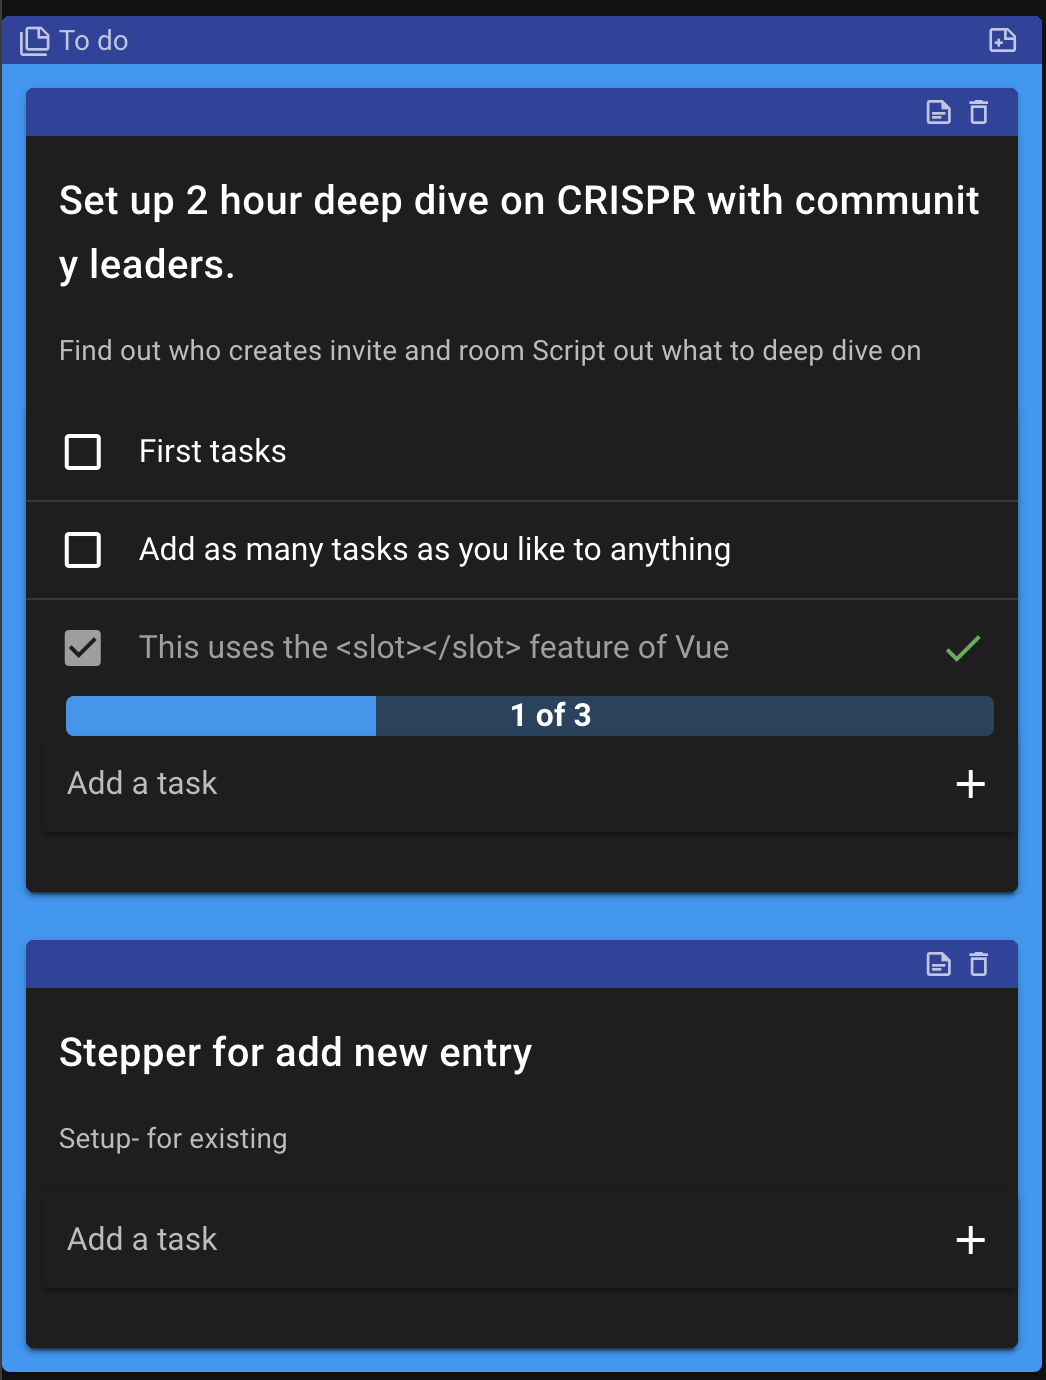 To do
Set up 2 hour deep dive on CRISPR with communit
y leaders.
Find out who creates invite and room Script out what to deep dive on
First tasks
Add as many tasks as you like to anything
This uses the <slot></slot> feature of Vue
1 of 3
Add a task
Stepper for add new entry
Setup- for existing
Add a task